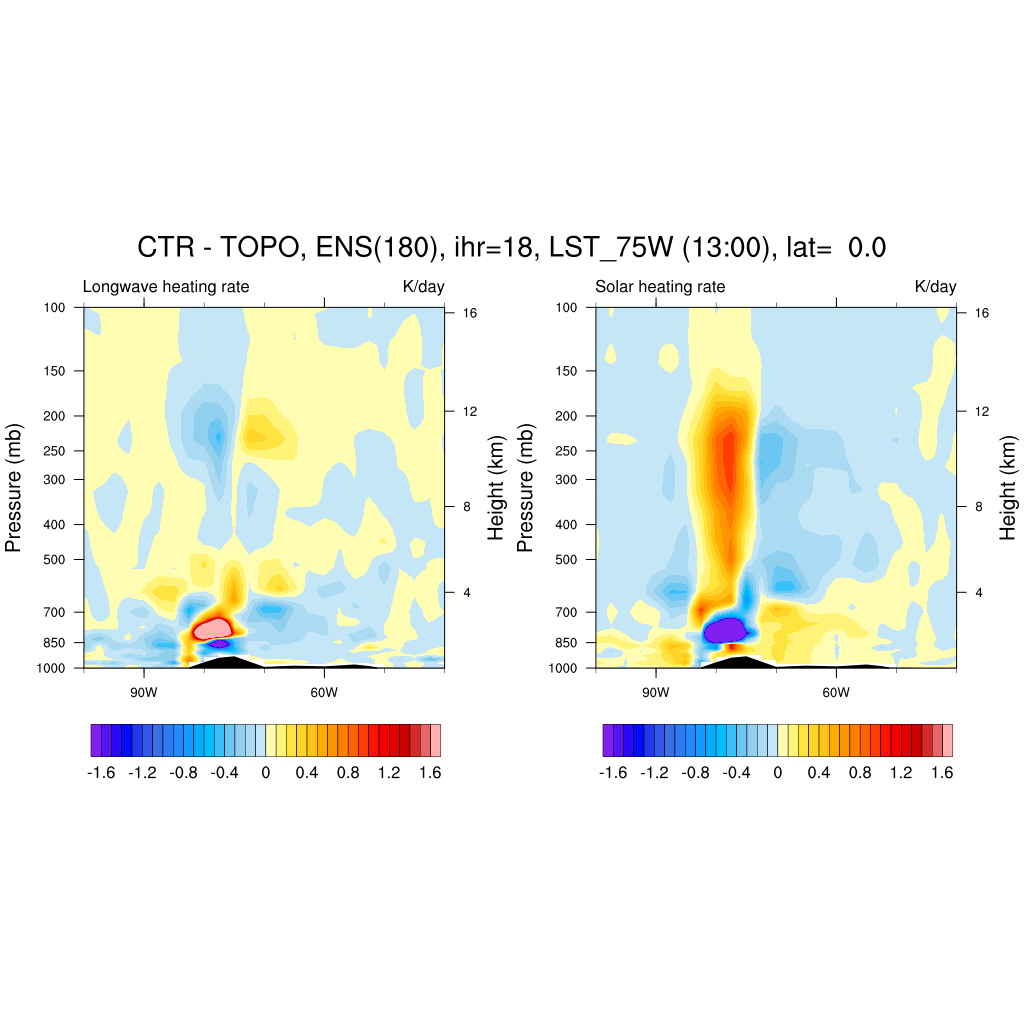 CTR - TOPO, ENS(180), ihr=18, LST_75W (13:00), lat=  0.0
Longwave heating rate K/day
Pressure (mb)
100
150
200
250
300
400
500
700
850
1000
90W 60W
16
12
8
4
Height (km)
-1.6 -1.2 -0.8 -0.4 0 0.4 0.8 1.2 1.6
Solar heating rate K/day
Pressure (mb)
100
150
200
250
300
400
500
700
850
1000
90W 60W
16
12
8
4
Height (km)
-1.6 -1.2 -0.8 -0.4 0 0.4 0.8 1.2 1.6